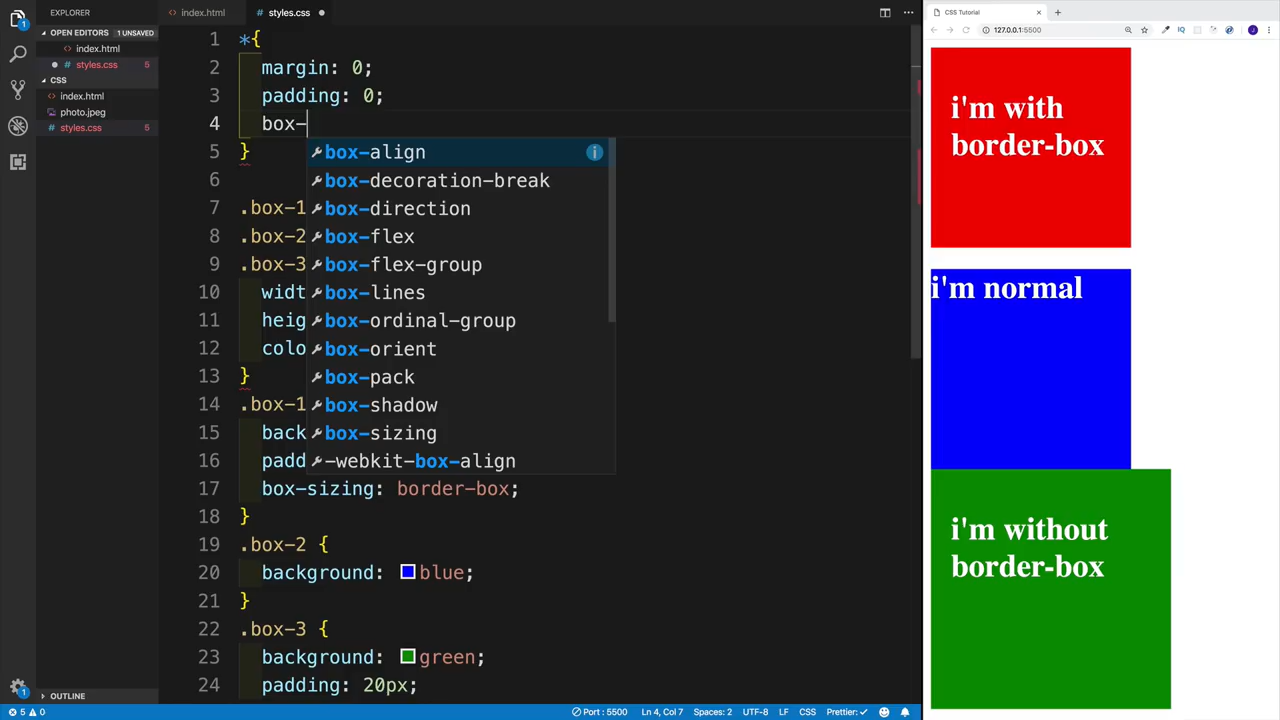 EXPLORER
OPEN EDITORS 1 UNSAVED
index.html
styles.css 5
CSS
index.html
photo.jpeg
styles.css 5
OUTLINE
index.html
styles.css
1 *{
2 margin: 0;
3 padding: 0;
4 box-
5 }
6
7 .box-1
8 .box-2
9 .box-3
10 widt
11 heig
12 colo
13 }
14 .box-1
15 back
16 padd
17 box-sizing: border-box;
18 }
19 .box-2 {
20 background: blue;
21 }
22 .box-3 {
23 background: green;
24 padding: 20px;
box-align
box-decoration-break
box-direction
box-flex
box-flex-group
box-lines
box-ordinal-group
box-orient
box-pack
box-shadow
box-sizing
-webkit-box-align
1
1
5 0
Port : 5500
Ln 4, Col 7
Spaces: 2
UTF-8
LF
CSS
Prettier: ✓
CSS Tutorial
127.0.0.1:5500
IQ
J
i'm with
border-box
i'm normal
i'm without
border-box